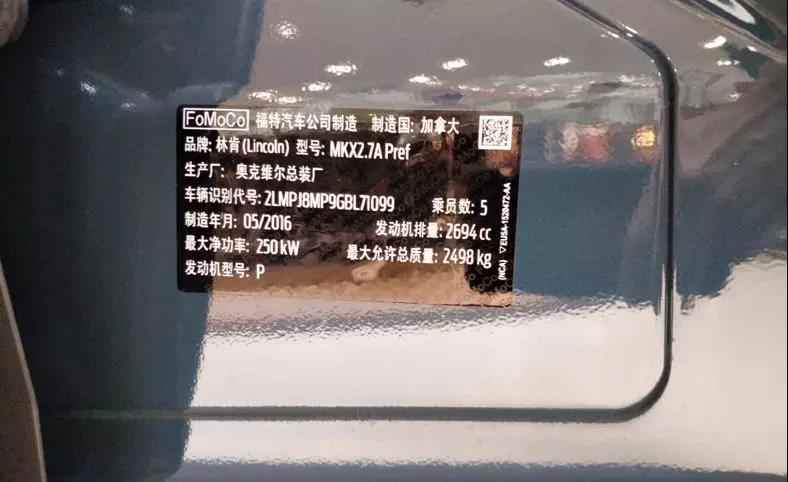 FoMoCo 福特汽车公司制造 制造国: 加拿大
品牌: 林肯(Lincoln) 型号: MKX2.7A Pref
生产厂: 奥克维尔总装厂
车辆识别代号: 2LMPJ8MP9GBL71099 乘员数: 5
制造年月: 05/2016 发动机排量: 2694 cc
最大净功率: 250 kW 最大允许总质量: 2498 kg
发动机型号: P
(NCA) ▽EU5A-1520472-AA